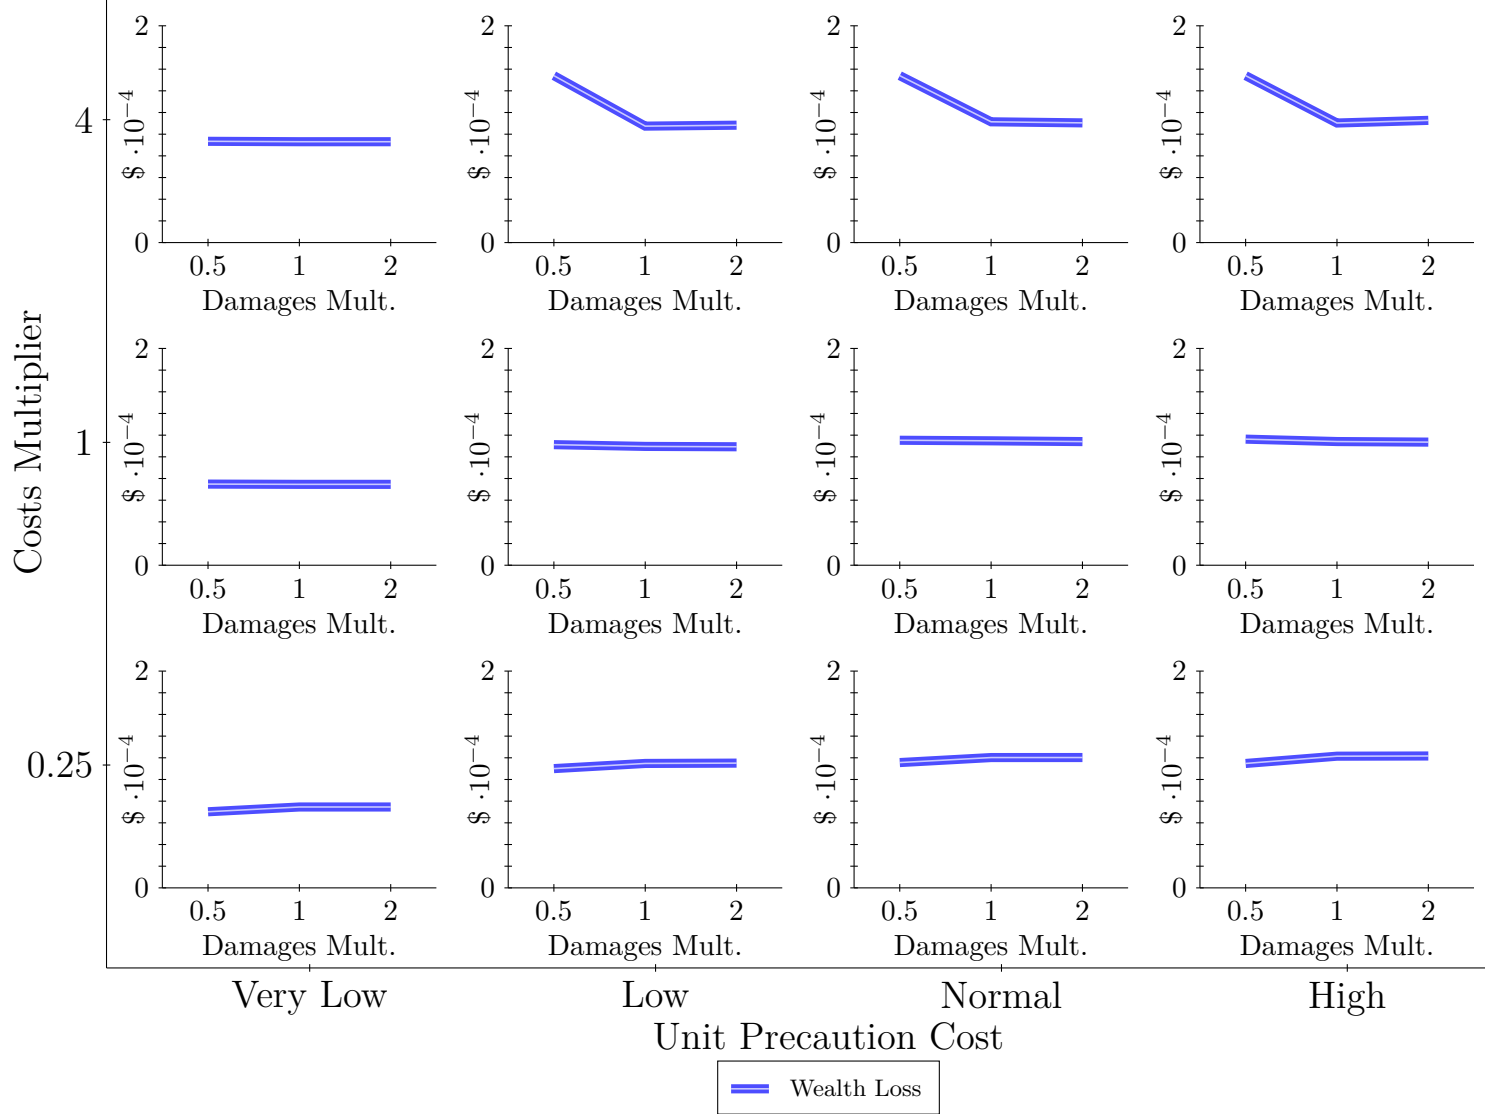 2 2 2 2
$ ·10⁻⁴ $ ·10⁻⁴ $ ·10⁻⁴ $ ·10⁻⁴
4
0 0 0 0
0.5 1 2 0.5 1 2 0.5 1 2 0.5 1 2
Damages Mult. Damages Mult. Damages Mult. Damages Mult.
Costs Multiplier
2 2 2 2
$ ·10⁻⁴ $ ·10⁻⁴ $ ·10⁻⁴ $ ·10⁻⁴
1
0 0 0 0
0.5 1 2 0.5 1 2 0.5 1 2 0.5 1 2
Damages Mult. Damages Mult. Damages Mult. Damages Mult.
2 2 2 2
$ ·10⁻⁴ $ ·10⁻⁴ $ ·10⁻⁴ $ ·10⁻⁴
0.25
0 0 0 0
0.5 1 2 0.5 1 2 0.5 1 2 0.5 1 2
Damages Mult. Damages Mult. Damages Mult. Damages Mult.
Very Low Low Normal High
Unit Precaution Cost
Wealth Loss